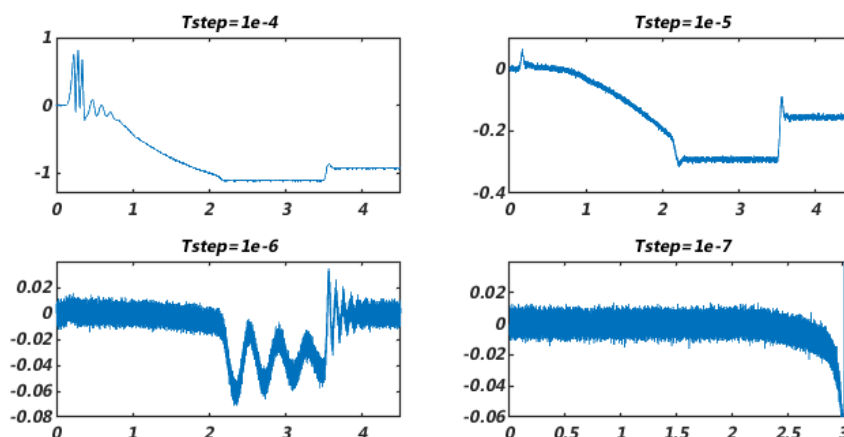 Tstep=1e-4
1
0
-1
0 1 2 3 4
Tstep=1e-5
0
-0.2
-0.4
0 1 2 3 4
Tstep=1e-6
0.02
0
-0.02
-0.04
-0.06
-0.08
0 1 2 3 4
Tstep=1e-7
0.02
0
-0.02
-0.04
-0.06
0 0.5 1 1.5 2 2.5 3